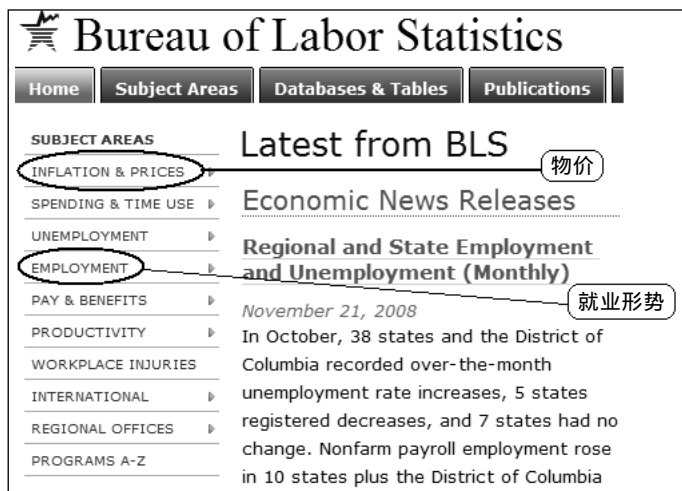 Bureau of Labor Statistics
Home
Subject Areas
Databases & Tables
Publications
SUBJECT AREAS
INFLATION & PRICES
SPENDING & TIME USE
UNEMPLOYMENT
EMPLOYMENT
PAY & BENEFITS
PRODUCTIVITY
WORKPLACE INJURIES
INTERNATIONAL
REGIONAL OFFICES
PROGRAMS A-Z
Latest from BLS
物价
Economic News Releases
Regional and State Employment
and Unemployment (Monthly)
就业形势
November 21, 2008
In October, 38 states and the District of
Columbia recorded over-the-month
unemployment rate increases, 5 states
registered decreases, and 7 states had no
change. Nonfarm payroll employment rose
in 10 states plus the District of Columbia